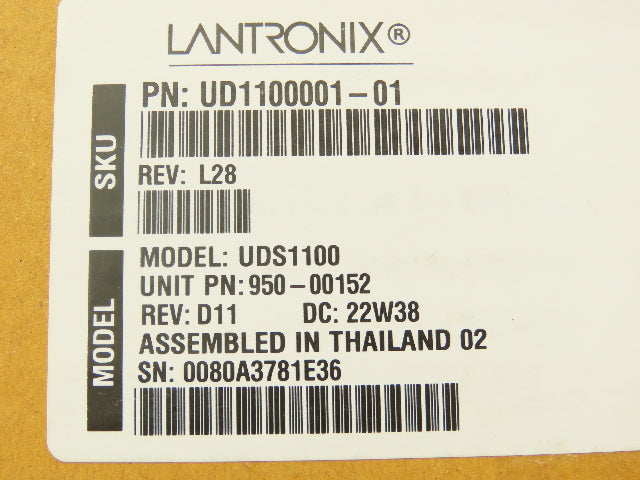 LANTRONIX®
SKU
PN: UD1100001-01
REV: L28
MODEL
MODEL: UDS1100
UNIT PN: 950-00152
REV: D11 DC: 22W38
ASSEMBLED IN THAILAND 02
SN: 0080A3781E36